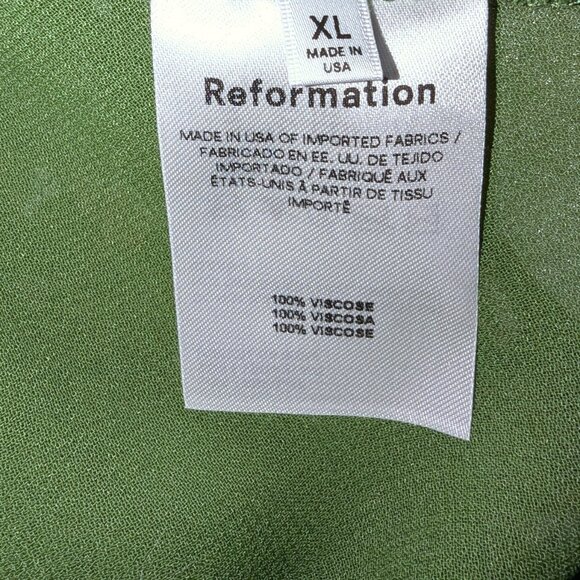 XL
MADE IN
USA
Reformation
MADE IN USA OF IMPORTED FABRICS /
FABRICADO EN EE. UU. DE TEJIDO
IMPORTADO / FABRIQUÉ AUX
ÉTATS-UNIS À PARTIR DE TISSU
IMPORTÉ
100% VISCOSE
100% VISCOSA
100% VISCOSE